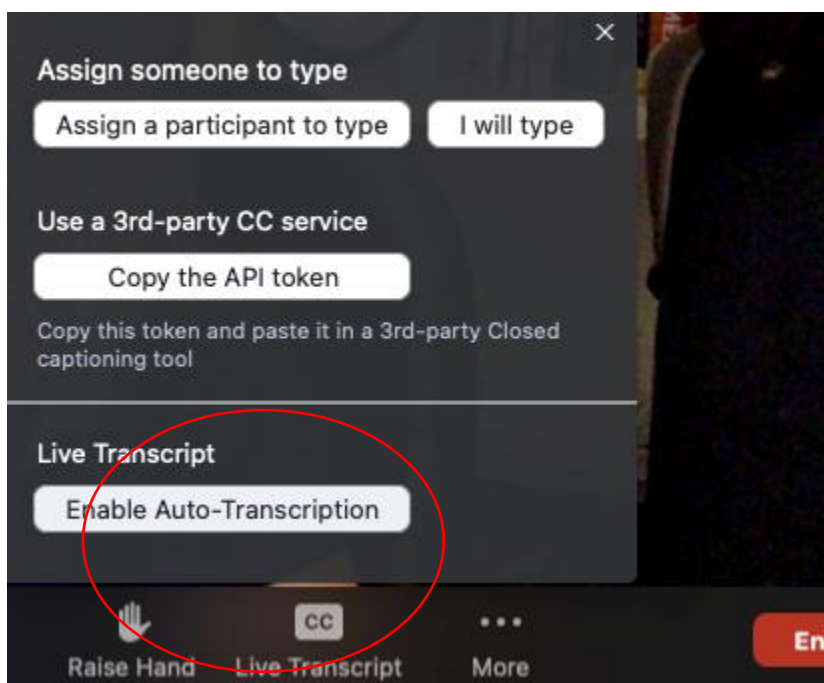 Assign someone to type
Assign a participant to type I will type
Use a 3rd-party CC service
Copy the API token
Copy this token and paste it in a 3rd-party Closed
captioning tool
Live Transcript
Enable Auto-Transcription
CC
Raise Hand Live Transcript More
En